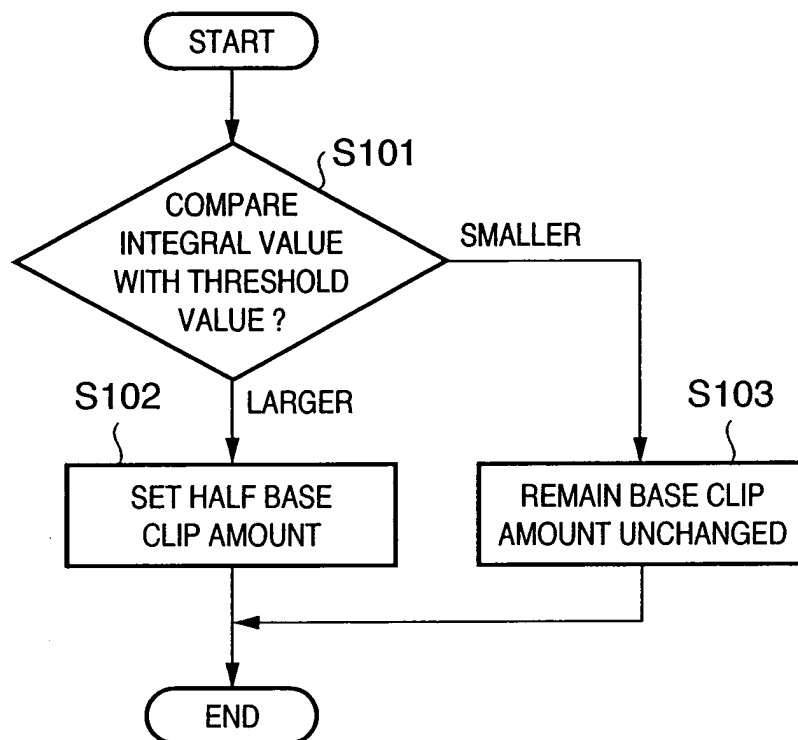 START
S101
COMPARE
INTEGRAL VALUE
WITH THRESHOLD
VALUE ?
SMALLER
LARGER
S102
SET HALF BASE
CLIP AMOUNT
S103
REMAIN BASE CLIP
AMOUNT UNCHANGED
END